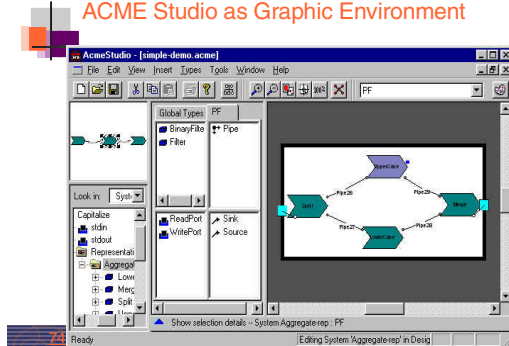 ACME Studio as Graphic Environment
AcmeStudio - [simple-demo.acme]
File Edit View Insert Types Tools Window Help
PF
Global Types PF
BinaryFilte Pipe
Filter
Look in: Syst
Capitalize
stdin
stdout
Representati
Aggregat
Lowe
Merg
Split
ReadPort Sink
WritePort Source
UpperCase
Pipe26 Pipe29
Split1 Merge
Pipe27 Pipe28
LowerCase
Show selection details -- System Aggregate-rep : PF
74
Ready Editing System 'Aggregate-rep' in Desig